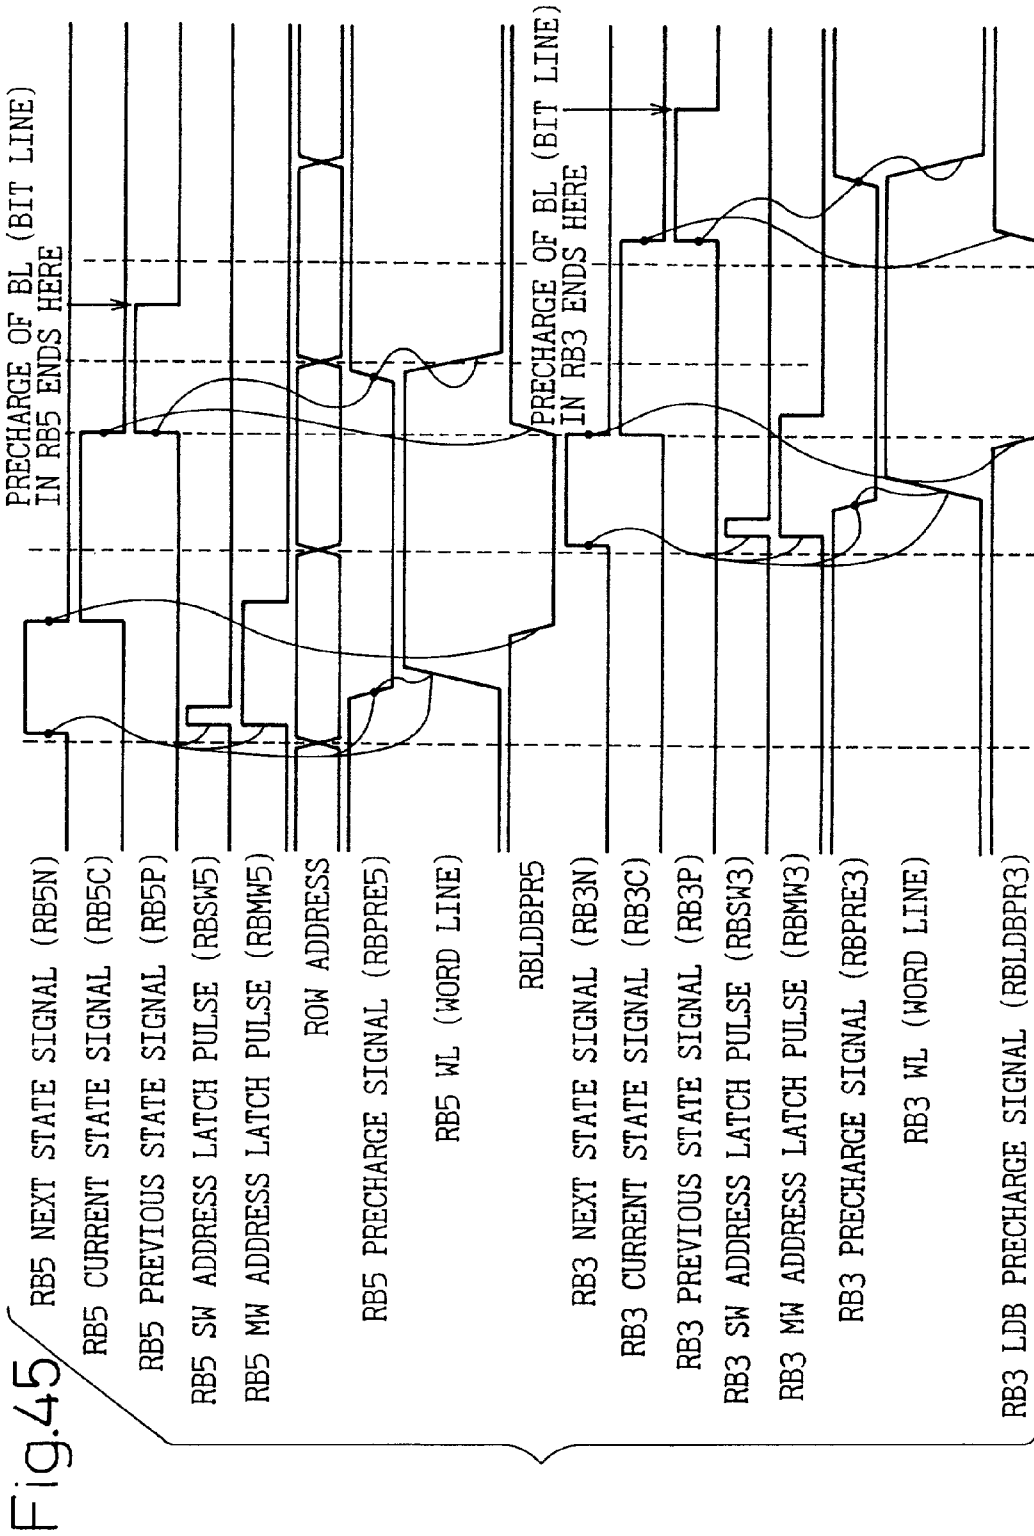 Fig.45
PRECHARGE OF BL (BIT LINE)
IN RB5 ENDS HERE
RB5 NEXT STATE SIGNAL (RB5N)
RB5 CURRENT STATE SIGNAL (RB5C)
RB5 PREVIOUS STATE SIGNAL (RB5P)
RB5 SW ADDRESS LATCH PULSE (RBSW5)
RB5 MW ADDRESS LATCH PULSE (RBMW5)
ROW ADDRESS
RB5 PRECHARGE SIGNAL (RBPRE5)
RB5 WL (WORD LINE)
RBLDBPR5
PRECHARGE OF BL (BIT LINE)
IN RB3 ENDS HERE
RB3 NEXT STATE SIGNAL (RB3N)
RB3 CURRENT STATE SIGNAL (RB3C)
RB3 PREVIOUS STATE SIGNAL (RB3P)
RB3 SW ADDRESS LATCH PULSE (RBSW3)
RB3 MW ADDRESS LATCH PULSE (RBMW3)
RB3 PRECHARGE SIGNAL (RBPRE3)
RB3 WL (WORD LINE)
RB3 LDB PRECHARGE SIGNAL (RBLDBPR3)